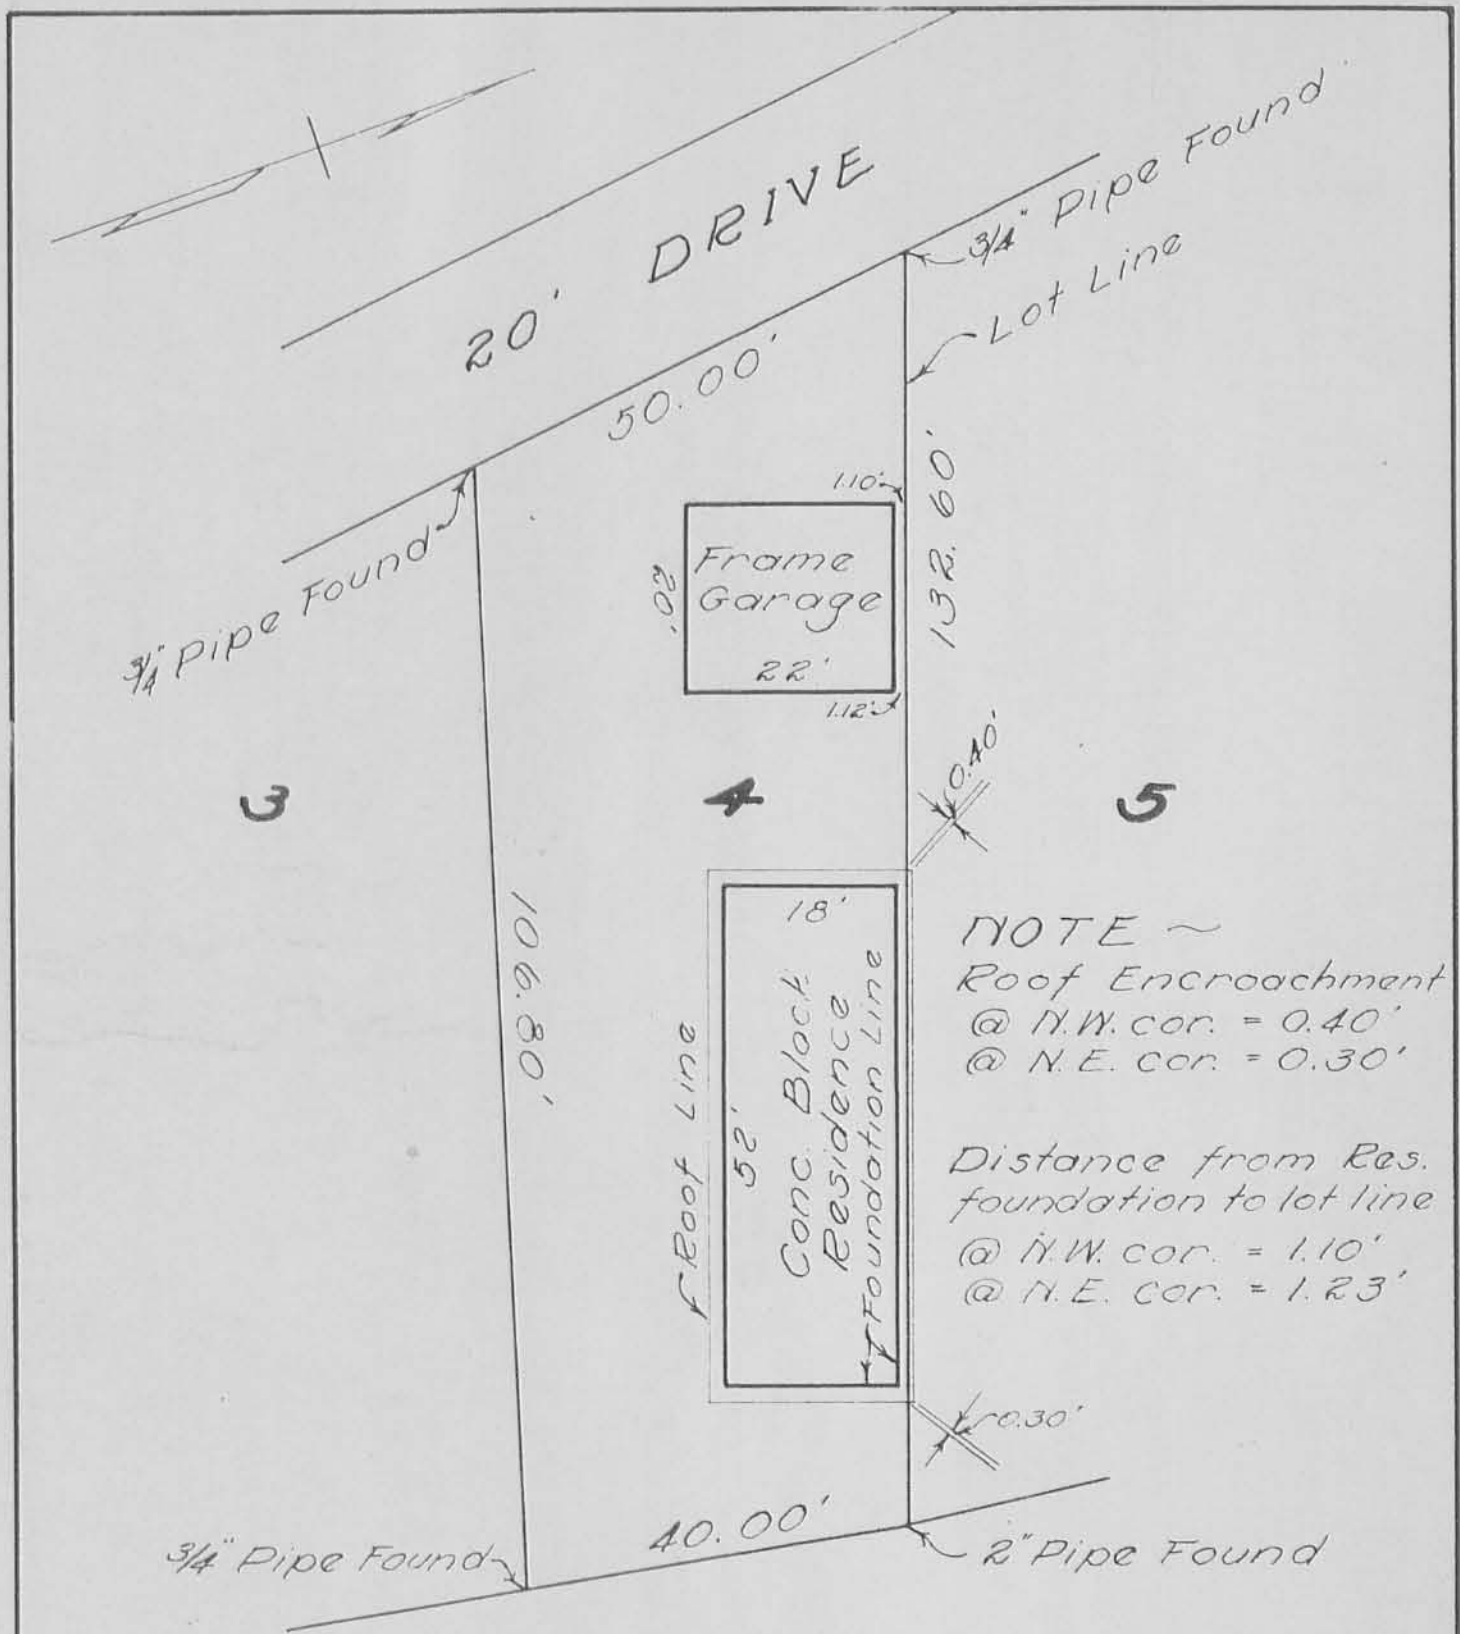 20' DRIVE
3/4" Pipe Found
Lot Line
50.00'
132.60'
3/4" Pipe Found
1.10'
Frame
Garage
20'
22'
1.12'
0.40'
3
4
5
106.80'
18'
Roof Line
52'
Conc. Block
Residence
Foundation Line
NOTE ~
Roof Encroachment
@ N.W. cor. = 0.40'
@ N.E. cor. = 0.30'
Distance from Res.
foundation to lot line
@ N.W. cor. = 1.10'
@ N.E. cor. = 1.23'
0.30'
40.00'
3/4" Pipe Found
2" Pipe Found